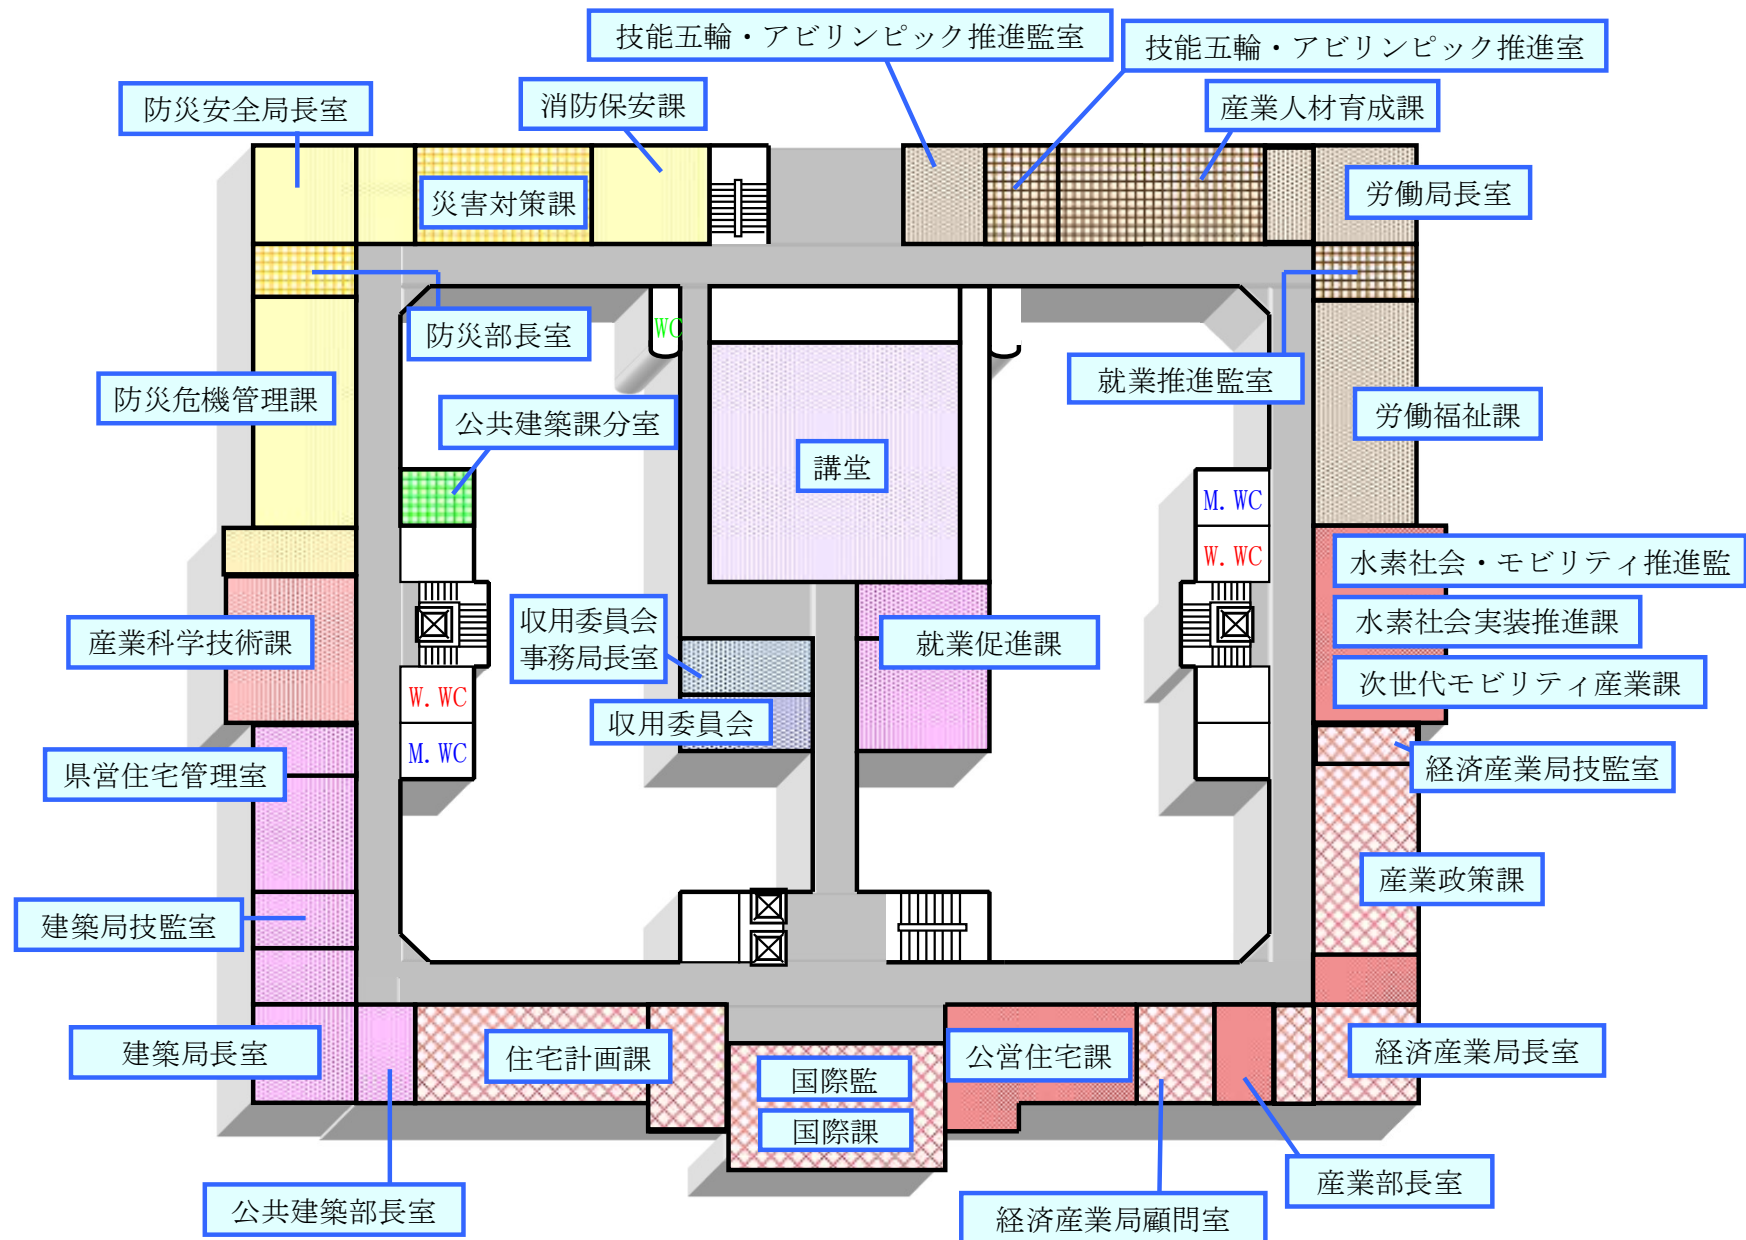 技能五輪・アビリンピック推進監室
技能五輪・アビリンピック推進室
防災安全局長室
消防保安課
産業人材育成課
災害対策課
労働局長室
防災部長室
WC
就業推進監室
防災危機管理課
公共建築課分室
労働福祉課
講堂
M.WC
W.WC
水素社会・モビリティ推進監
水素社会実装推進課
次世代モビリティ産業課
産業科学技術課
収用委員会
事務局長室
就業促進課
W.WC
収用委員会
M.WC
県営住宅管理室
経済産業局技監室
産業政策課
建築局技監室
建築局長室
住宅計画課
国際監
国際課
公営住宅課
経済産業局長室
公共建築部長室
経済産業局顧問室
産業部長室